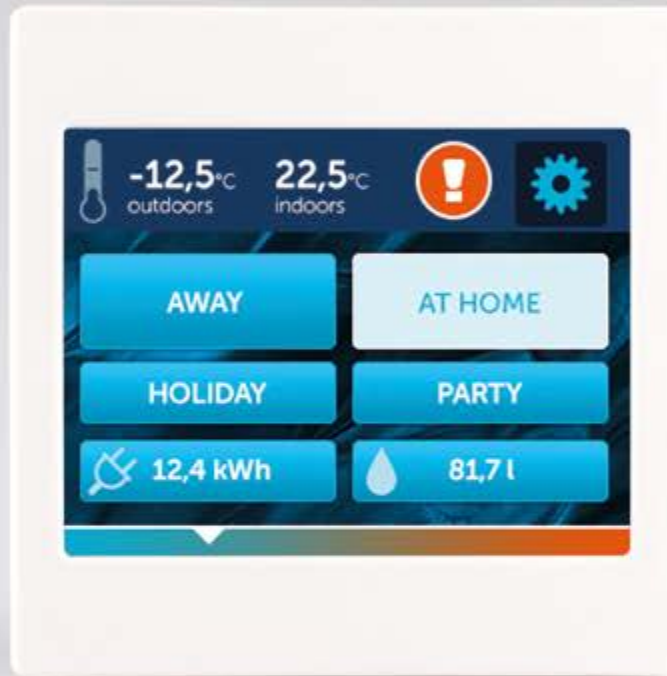 -12,5°C 22,5°C
outdoors indoors
AWAY AT HOME
HOLIDAY PARTY
12,4 kWh 81,7 l